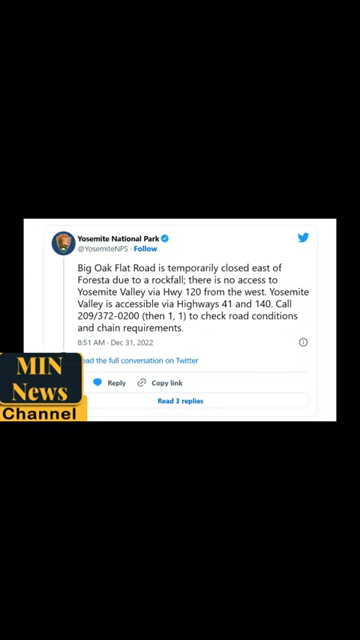 Yosemite National Park
@YosemiteNPS · Follow
Big Oak Flat Road is temporarily closed east of
Foresta due to a rockfall; there is no access to
Yosemite Valley via Hwy 120 from the west. Yosemite
Valley is accessible via Highways 41 and 140. Call
209/372-0200 (then 1, 1) to check road conditions
and chain requirements.
8:51 AM · Dec 31, 2022
ead the full conversation on Twitter
Reply Copy link
Read 3 replies
MIN
News
Channel